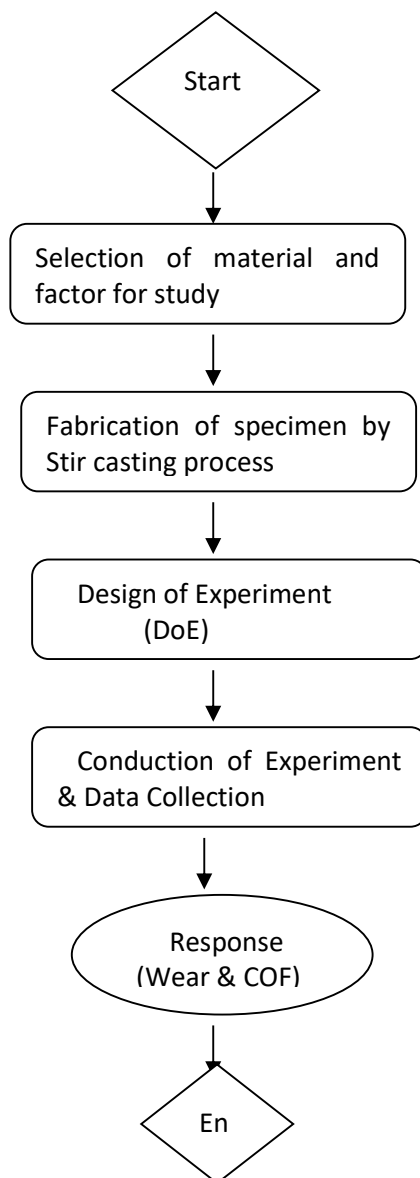 Start
Selection of material and
factor for study
Fabrication of specimen by
Stir casting process
Design of Experiment
(DoE)
Conduction of Experiment
& Data Collection
Response
(Wear & COF)
En